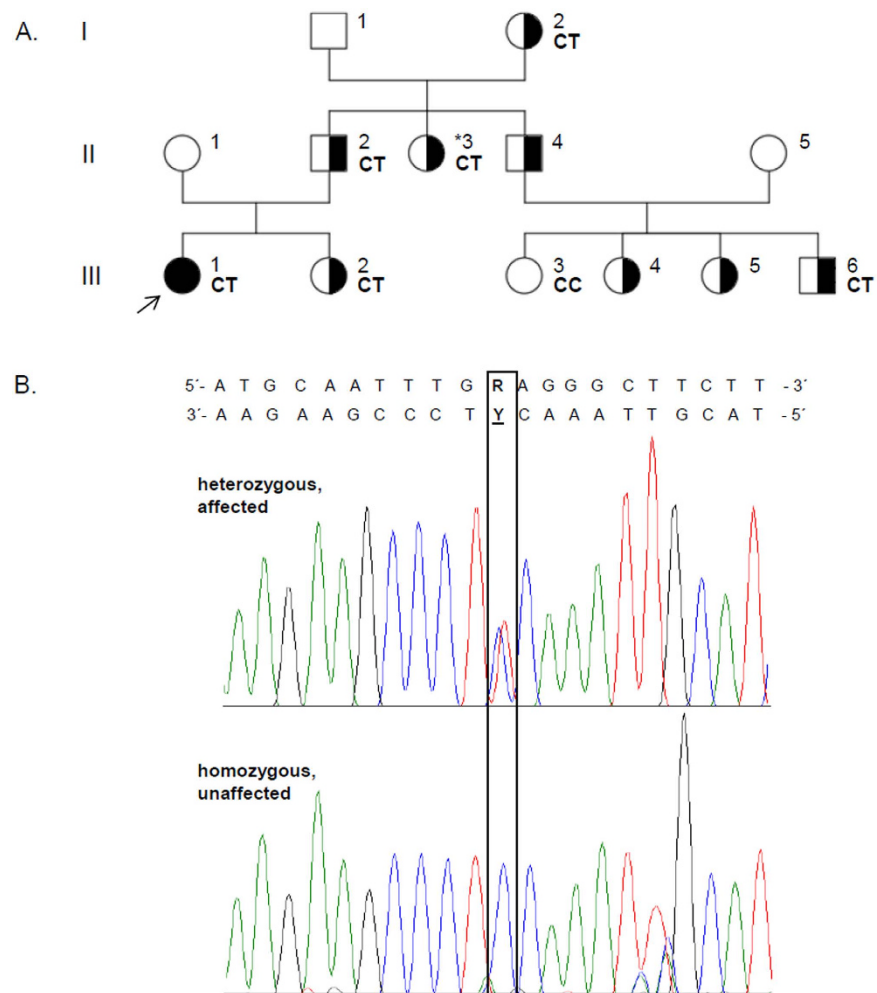 A. I 1 2
CT
II 1 2 *3 4 5
CT CT
III 1 2 3 4 5 6
CT CT CC CT
B. 5´- A T G C A A T T T G R A G G G C T T C T T - 3´
3´- A A G A A G C C C T Y C A A A T T G C A T - 5´
heterozygous,
affected
homozygous,
unaffected